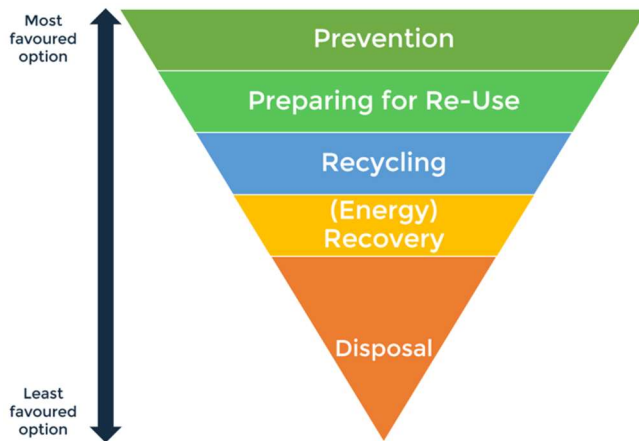 Most
favoured
option
Prevention
Preparing for Re-Use
Recycling
(Energy)
Recovery
Disposal
Least
favoured
option